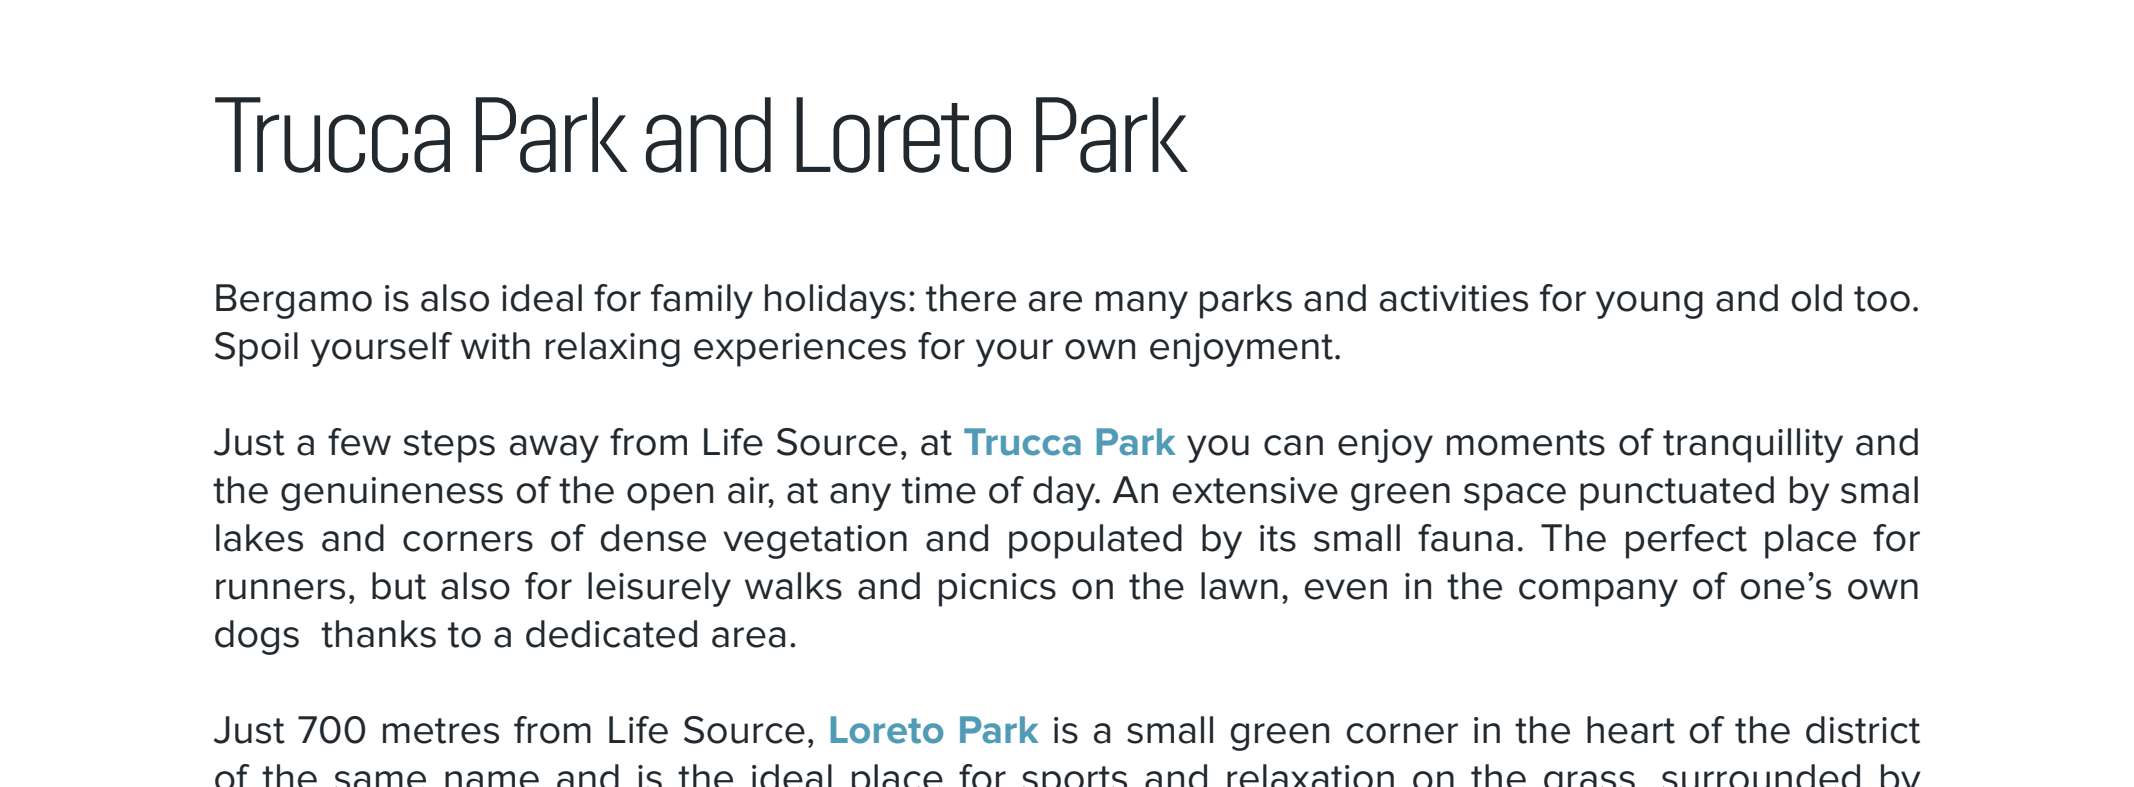 Trucca Park and Loreto Park
Bergamo is also ideal for family holidays: there are many parks and activities for young and old too.
Spoil yourself with relaxing experiences for your own enjoyment.
Just a few steps away from Life Source, at Trucca Park you can enjoy moments of tranquillity and
the genuineness of the open air, at any time of day. An extensive green space punctuated by smal
lakes and corners of dense vegetation and populated by its small fauna. The perfect place for
runners, but also for leisurely walks and picnics on the lawn, even in the company of one’s own
dogs  thanks to a dedicated area.
Just 700 metres from Life Source, Loreto Park is a small green corner in the heart of the district
of the same name and is the ideal place for sports and relaxation on the grass, surrounded by